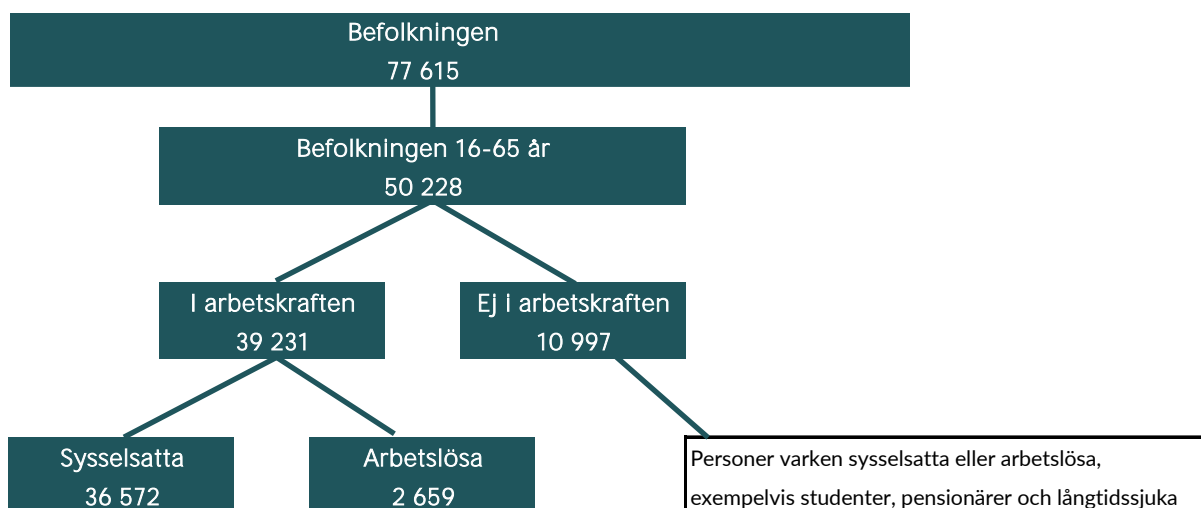 Befolkningen
77 615
Befolkningen 16-65 år
50 228
I arbetskraften
39 231
Ej i arbetskraften
10 997
Sysselsatta
36 572
Arbetslösa
2 659
Personer varken sysselsatta eller arbetslösa,
exempelvis studenter, pensionärer och långtidssjuka